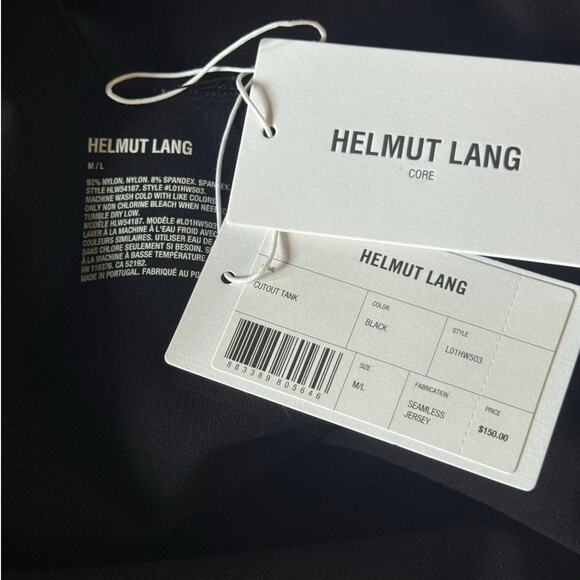 HELMUT LANG
M/L
92% NYLON. NYLON. 8% SPANDEX.
STYLE HLW54187. STYLE #L01HW503.
MACHINE WASH COLD WITH LIKE COLORS
ONLY NON CHLORINE BLEACH WHEN
TUMBLE DRY LOW.
MODÈLE HLW54187. MODÈLE #L01HW503
LAVER À LA MACHINE À L'EAU FROID AVEC
COULEURS SIMILAIRES. UTILISER EAU DE
SANS CHLORE SEULEMENT SI BESOIN.
À LA MACHINE À BASSE TEMPÉRATURE
RN 119376. CA 52192.
MADE IN PORTUGAL. FABRIQUÉ AU
HELMUT LANG
CORE
HELMUT LANG
CUTOUT TANK
COLOR
BLACK
STYLE
L01HW503
883389805646
SIZE
M/L
FABRICATION
SEAMLESS
JERSEY
PRICE
$150.00